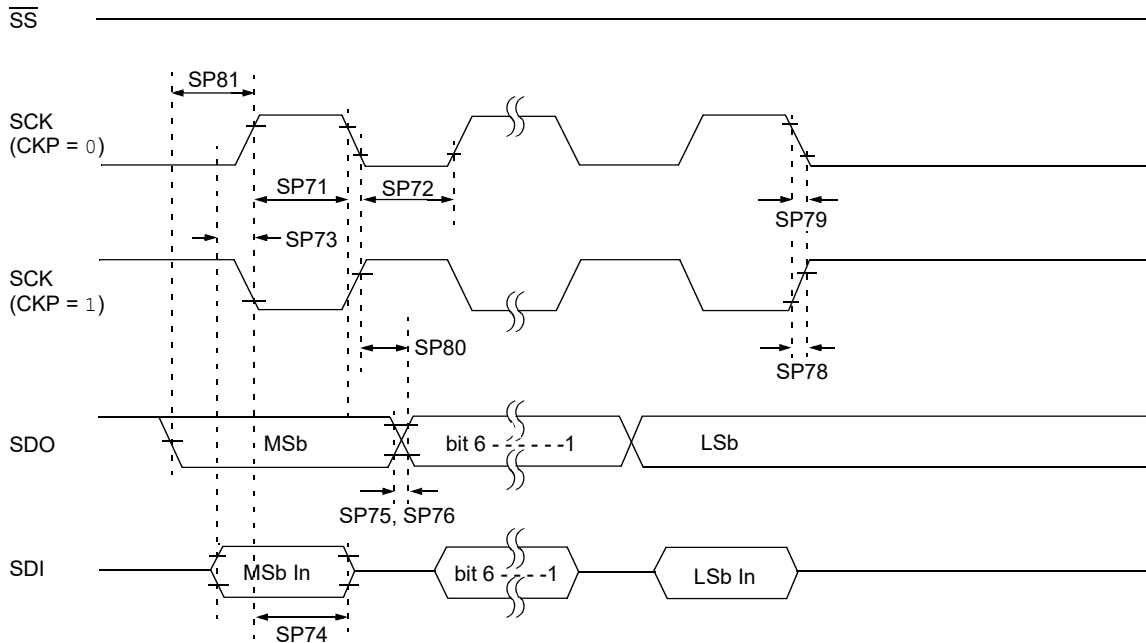 SS
SP81
SCK
(CKP = 0)
SP71
SP72
SP79
SP73
SCK
(CKP = 1)
SP80
SP78
SDO
MSb
bit 6 - - - - - -1
LSb
SP75, SP76
SDI
MSb In
bit 6 - - - -1
LSb In
SP74